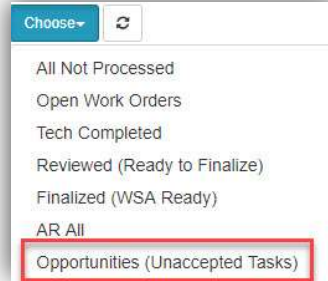 Choose
All Not Processed
Open Work Orders
Tech Completed
Reviewed (Ready to Finalize)
Finalized (WSA Ready)
AR All
Opportunities (Unaccepted Tasks)